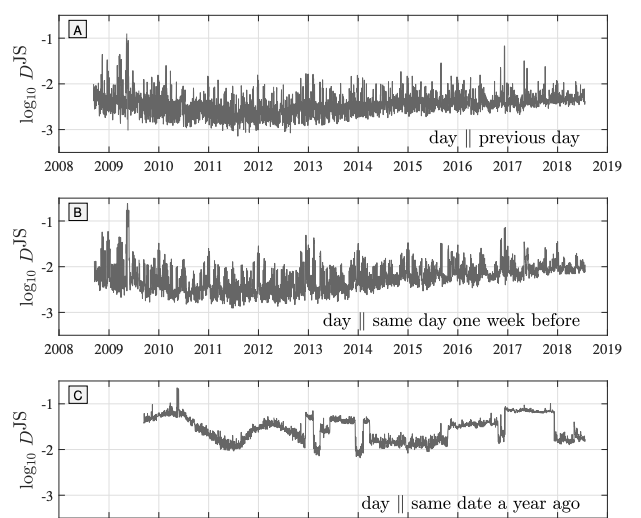 A
log₁₀ Dᴶˢ
-1
-2
-3
day ∥ previous day
2008 2009 2010 2011 2012 2013 2014 2015 2016 2017 2018 2019
B
log₁₀ Dᴶˢ
-1
-2
-3
day ∥ same day one week before
2008 2009 2010 2011 2012 2013 2014 2015 2016 2017 2018 2019
C
log₁₀ Dᴶˢ
-1
-2
-3
day ∥ same date a year ago